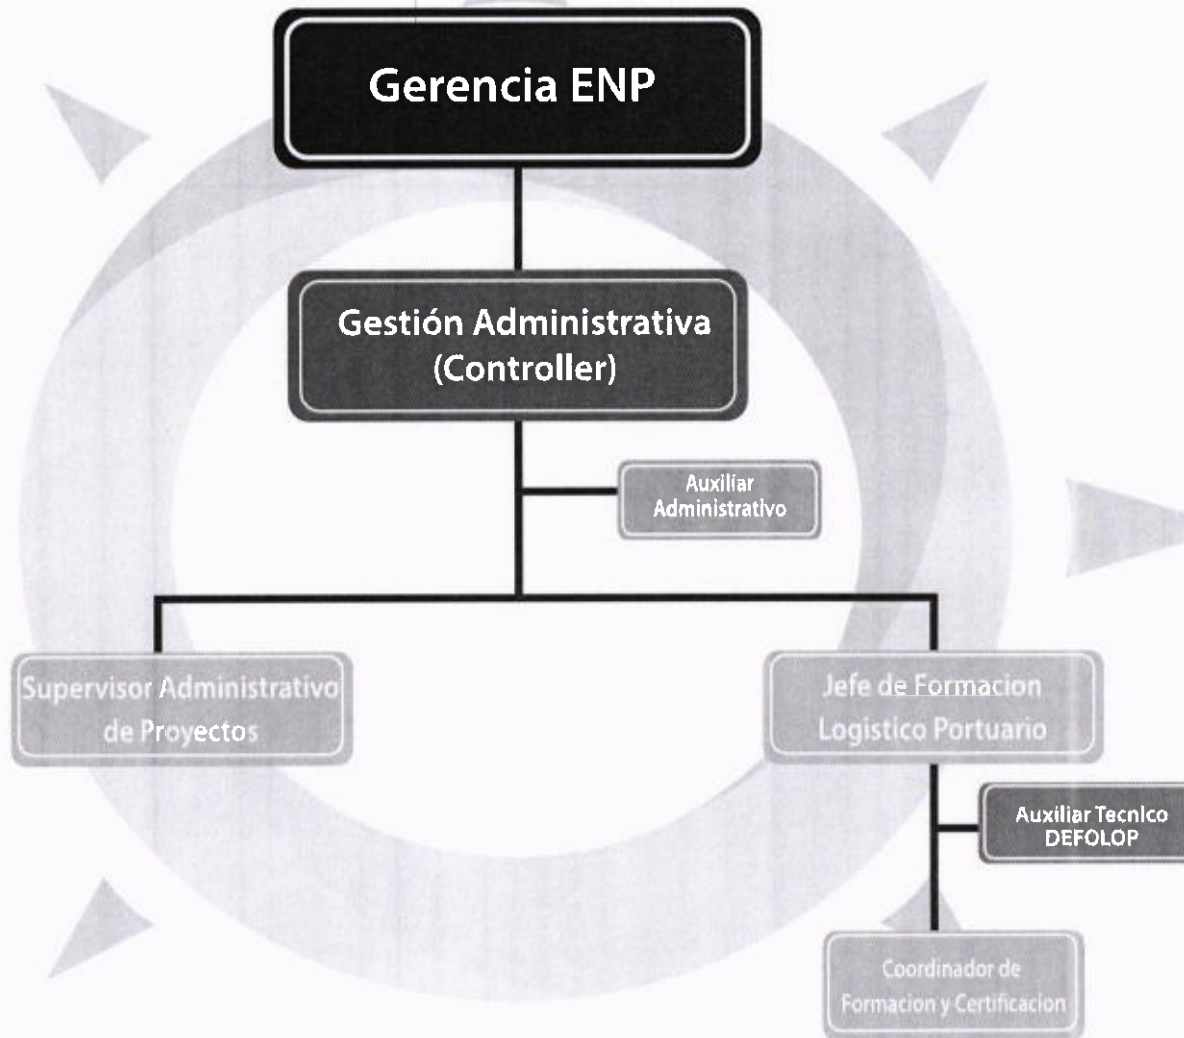 Gerencia ENP
Gestión Administrativa
(Controller)
Auxiliar
Administrativo
Supervisor Administrativo
de Proyectos
Jefe de Formacion
Logistico Portuario
Auxiliar Tecnico
DEFOLOP
Coordinador de
Formacion y Certificacion